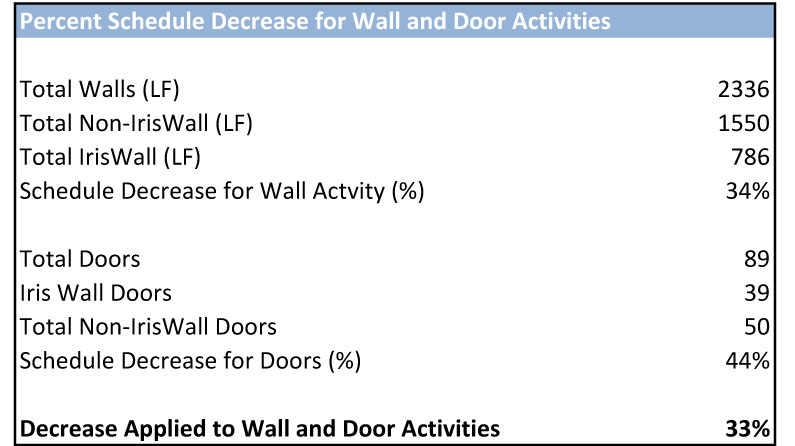 Percent Schedule Decrease for Wall and Door Activities
Total Walls (LF) 2336
Total Non-IrisWall (LF) 1550
Total IrisWall (LF) 786
Schedule Decrease for Wall Actvity (%) 34%
Total Doors 89
Iris Wall Doors 39
Total Non-IrisWall Doors 50
Schedule Decrease for Doors (%) 44%
Decrease Applied to Wall and Door Activities 33%